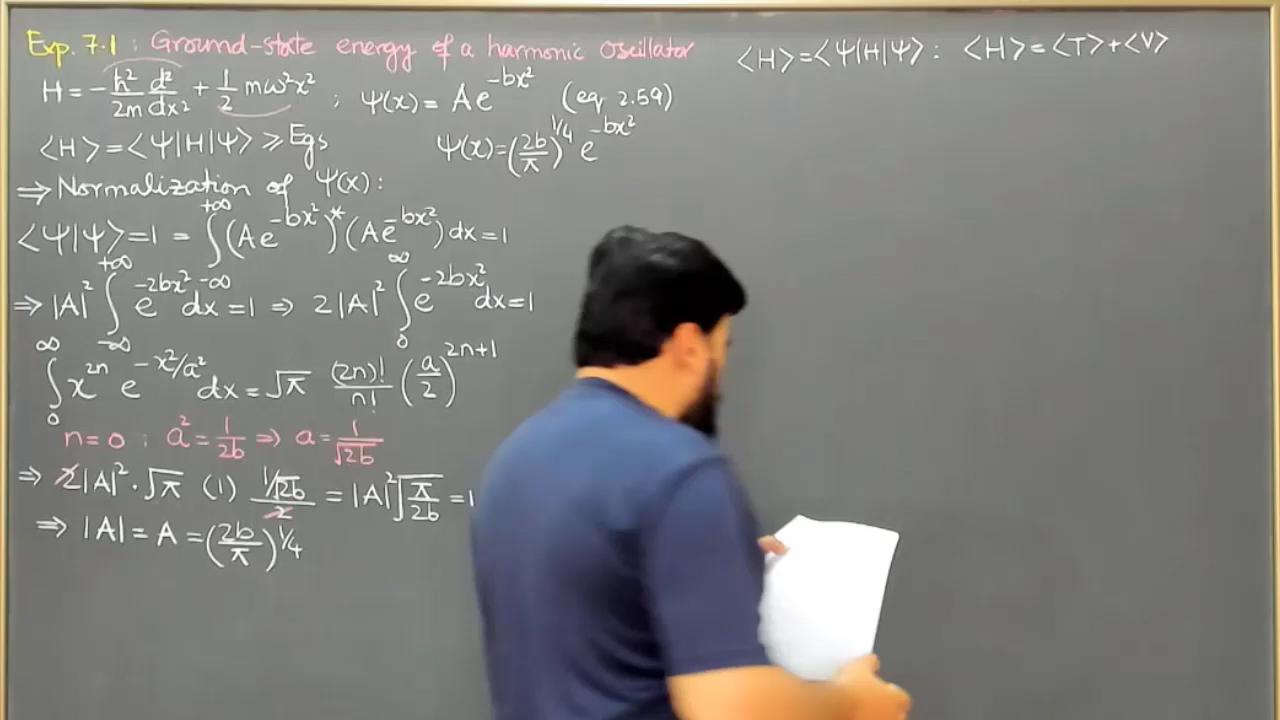 Exp. 7.1 : Ground-state energy of a harmonic oscillator
H = -ℏ²/2m d²/dx² + 1/2 mω²x² ; Ψ(x) = A e^{-bx²} (eq 2.59)
<H> = <Ψ|H|Ψ> ⩾ Egs Ψ(x) = (2b/π)^{1/4} e^{-bx²}
⇒ Normalization of Ψ(x) :
<Ψ|Ψ> = 1 = ∫_{-∞}^{+∞} (A e^{-bx²})* (A e^{-bx²}) dx = 1
⇒ |A|² ∫_{-∞}^{+∞} e^{-2bx²} dx = 1 ⇒ 2|A|² ∫_0^∞ e^{-2bx²} dx = 1
∫_0^∞ x^{2n} e^{-x²/a²} dx = √π (2n)!/n! (a/2)^{2n+1}
n = 0 : a² = 1/2b ⇒ a = 1/√2b
⇒ 2|A|² . √π (1) (1/√2b)/2 = |A|² √(π/2b) = 1
⇒ |A| = A = (2b/π)^{1/4}
<H> = <Ψ|H|Ψ> : <H> = <T> + <V>